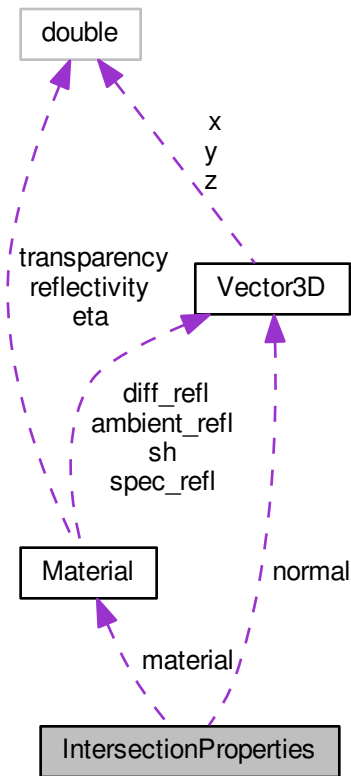 double
x
y
z
transparency
reflectivity
eta
Vector3D
diff_refl
ambient_refl
sh
spec_refl
Material
normal
material
IntersectionProperties